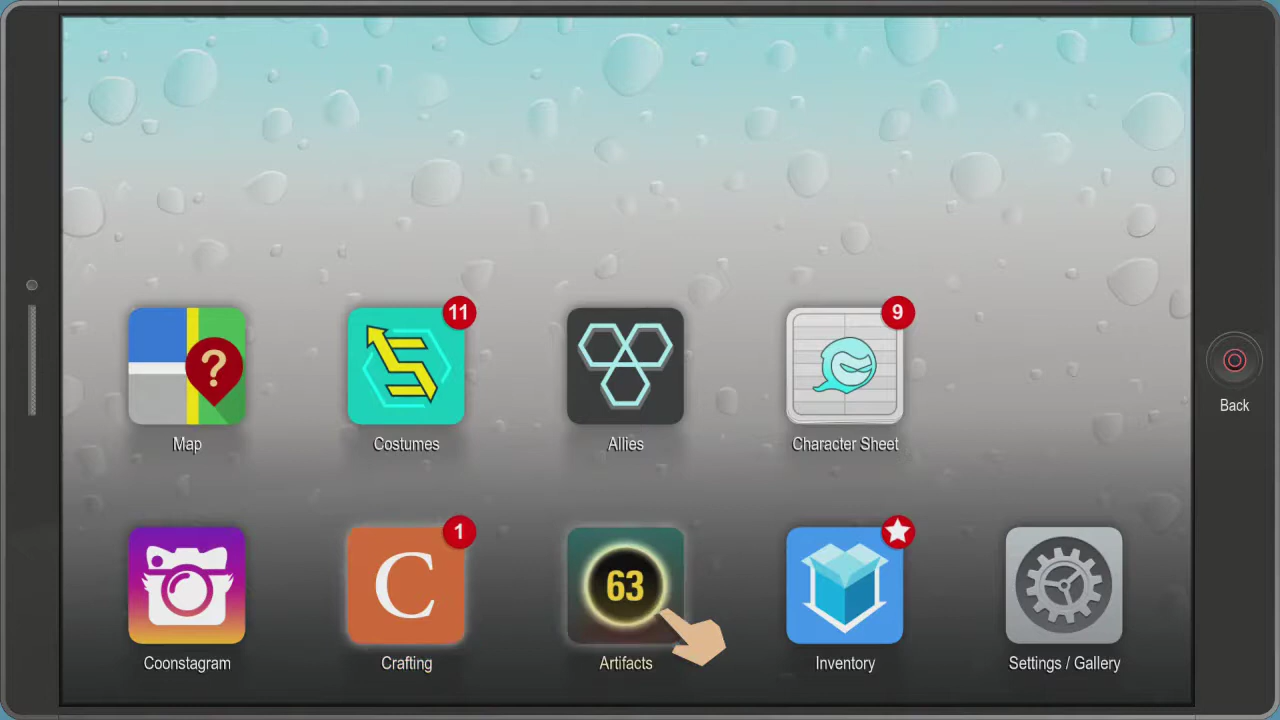 11
9
?
Map
Costumes
Allies
Character Sheet
Back
1
C
63
Coonstagram
Crafting
Artifacts
Inventory
Settings / Gallery